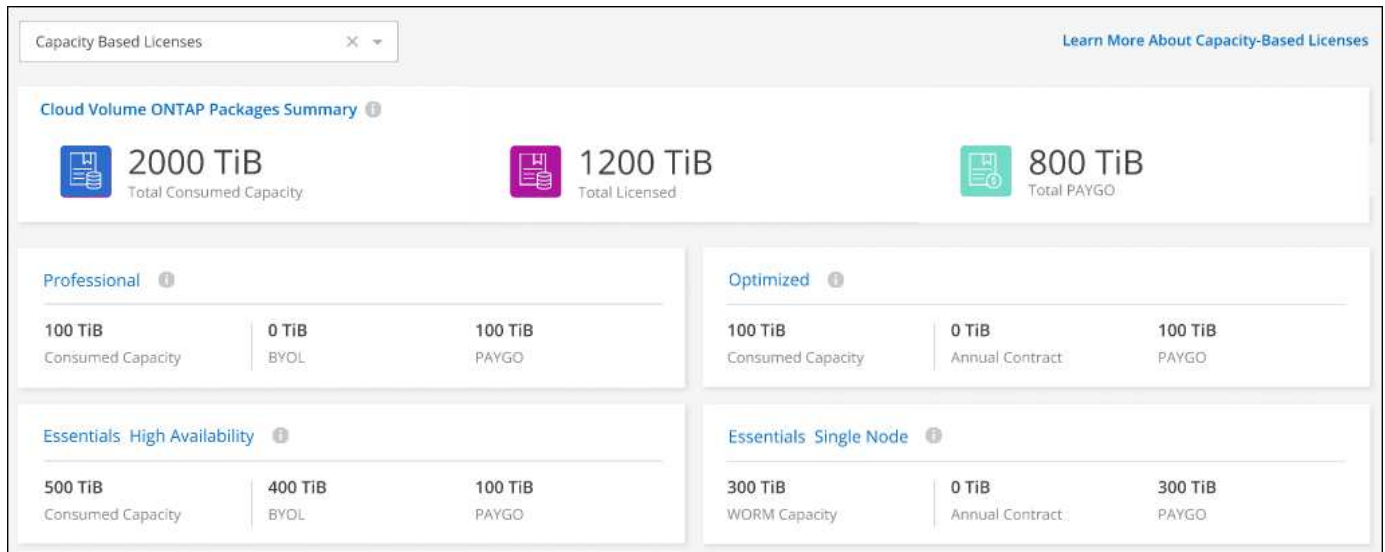 Capacity Based Licenses
Learn More About Capacity-Based Licenses
Cloud Volume ONTAP Packages Summary
2000 TiB
Total Consumed Capacity
1200 TiB
Total Licensed
800 TiB
Total PAYGO
Professional
100 TiB
Consumed Capacity
0 TiB
BYOL
100 TiB
PAYGO
Optimized
100 TiB
Consumed Capacity
0 TiB
Annual Contract
100 TiB
PAYGO
Essentials High Availability
500 TiB
Consumed Capacity
400 TiB
BYOL
100 TiB
PAYGO
Essentials Single Node
300 TiB
WORM Capacity
0 TiB
Annual Contract
300 TiB
PAYGO